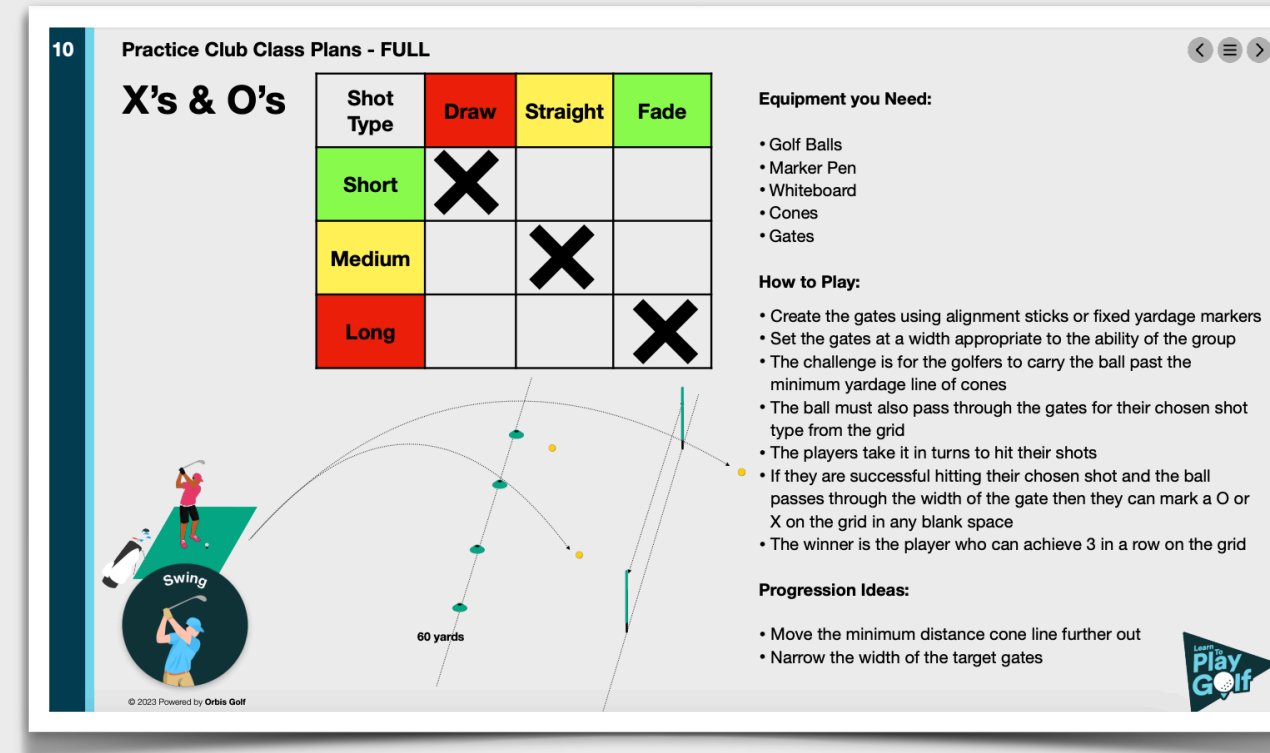 10
Practice Club Class Plans - FULL
X’s & O’s
Shot
Type
Draw
Straight
Fade
Short
Medium
Long
Swing
60 yards
© 2023 Powered by Orbis Golf
Equipment you Need:
• Golf Balls
• Marker Pen
• Whiteboard
• Cones
• Gates
How to Play:
• Create the gates using alignment sticks or fixed yardage markers
• Set the gates at a width appropriate to the ability of the group
• The challenge is for the golfers to carry the ball past the
minimum yardage line of cones
• The ball must also pass through the gates for their chosen shot
type from the grid
• The players take it in turns to hit their shots
• If they are successful hitting their chosen shot and the ball
passes through the width of the gate then they can mark a O or
X on the grid in any blank space
• The winner is the player who can achieve 3 in a row on the grid
Progression Ideas:
• Move the minimum distance cone line further out
• Narrow the width of the target gates
Learn To
Play
Golf